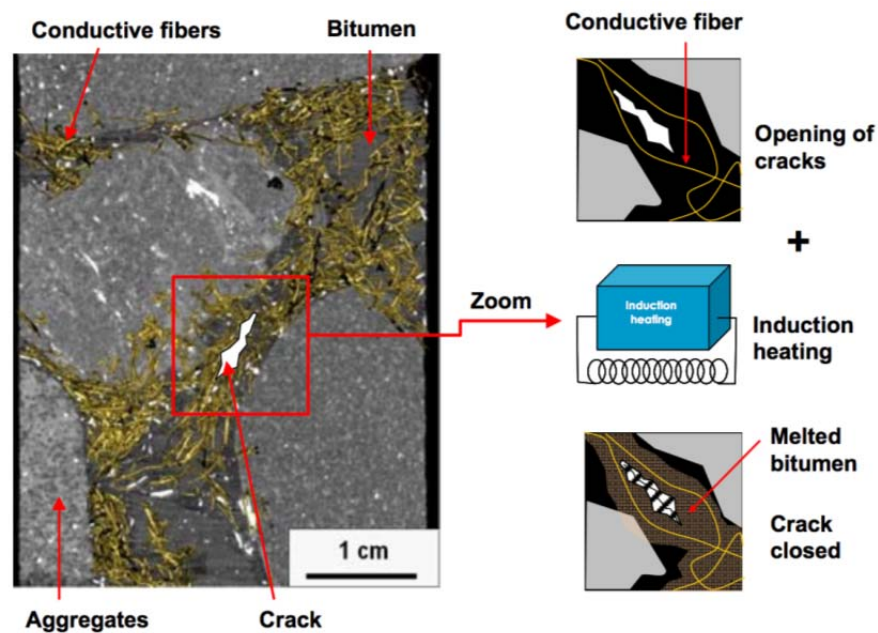 Conductive fibers
Bitumen
Conductive fiber
Opening of
cracks
+
Zoom
Induction
heating
Induction
heating
Melted
bitumen
Crack
closed
1 cm
Aggregates
Crack